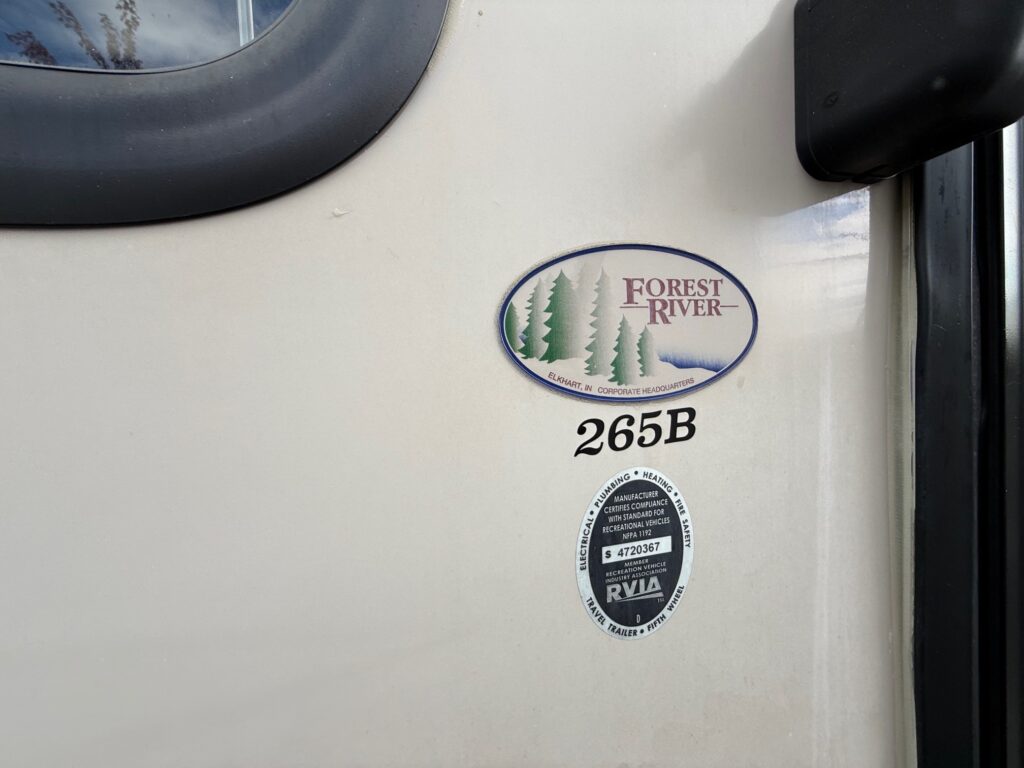 FOREST
RIVER
ELKHART, IN CORPORATE HEADQUARTERS
265B
ELECTRICAL • PLUMBING • HEATING • FIRE SAFETY
MANUFACTURER
CERTIFIES COMPLIANCE
WITH STANDARD FOR
RECREATIONAL VEHICLES
NFPA 1192
S 4720367
MEMBER
RECREATION VEHICLE
INDUSTRY ASSOCIATION
RVIA
D
TRAVEL TRAILER • FIFTH WHEEL